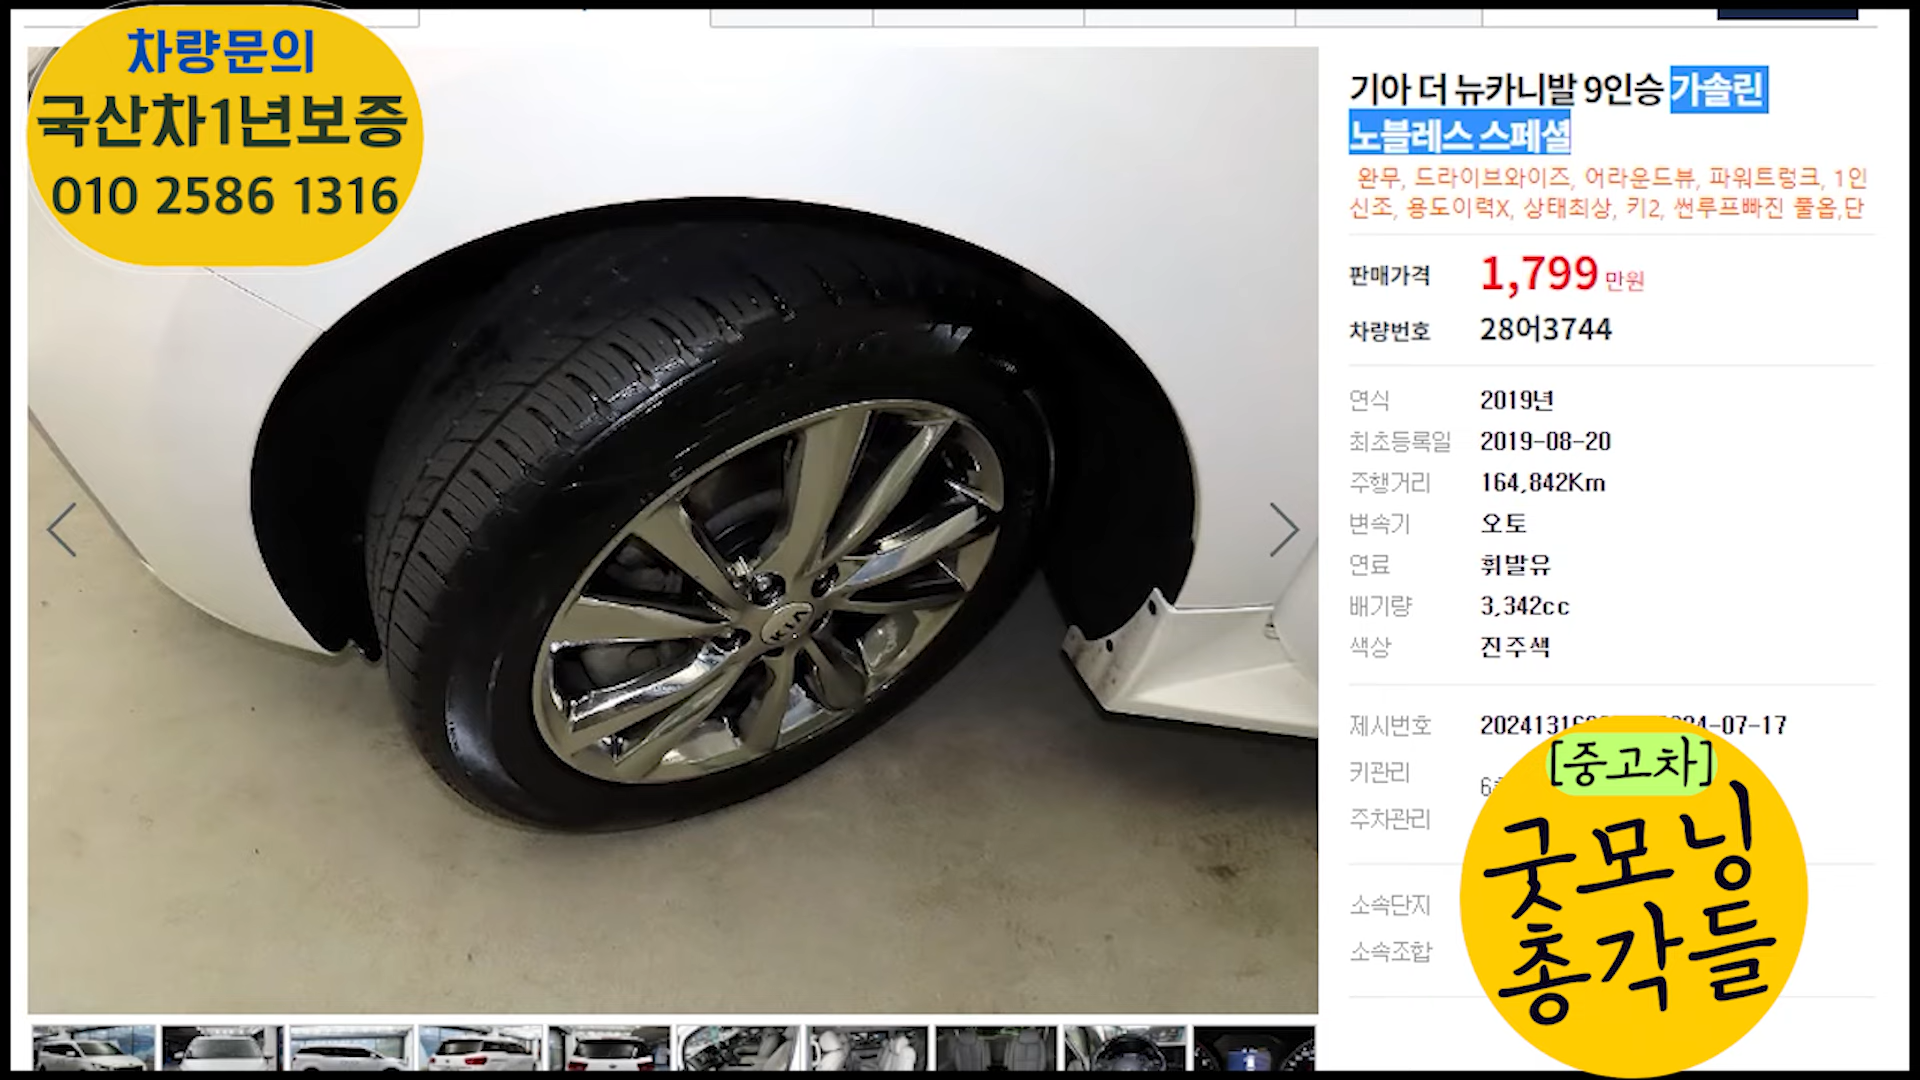 차량문의
국산차1년보증
010 2586 1316
기아 더 뉴카니발 9인승 가솔린
노블레스 스페셜
완무, 드라이브와이즈, 어라운드뷰, 파워트렁크, 1인
신조, 용도이력X, 상태최상, 키2, 썬루프빠진 풀옵,단
판매가격 1,799만원
차량번호 28어3744
연식 2019년
최초등록일 2019-08-20
주행거리 164,842Km
변속기 오토
연료 휘발유
배기량 3,342cc
색상 진주색
제시번호
키관리
주차관리
소속단지
소속조합
[중고차]
굿모닝
총각들
KIA